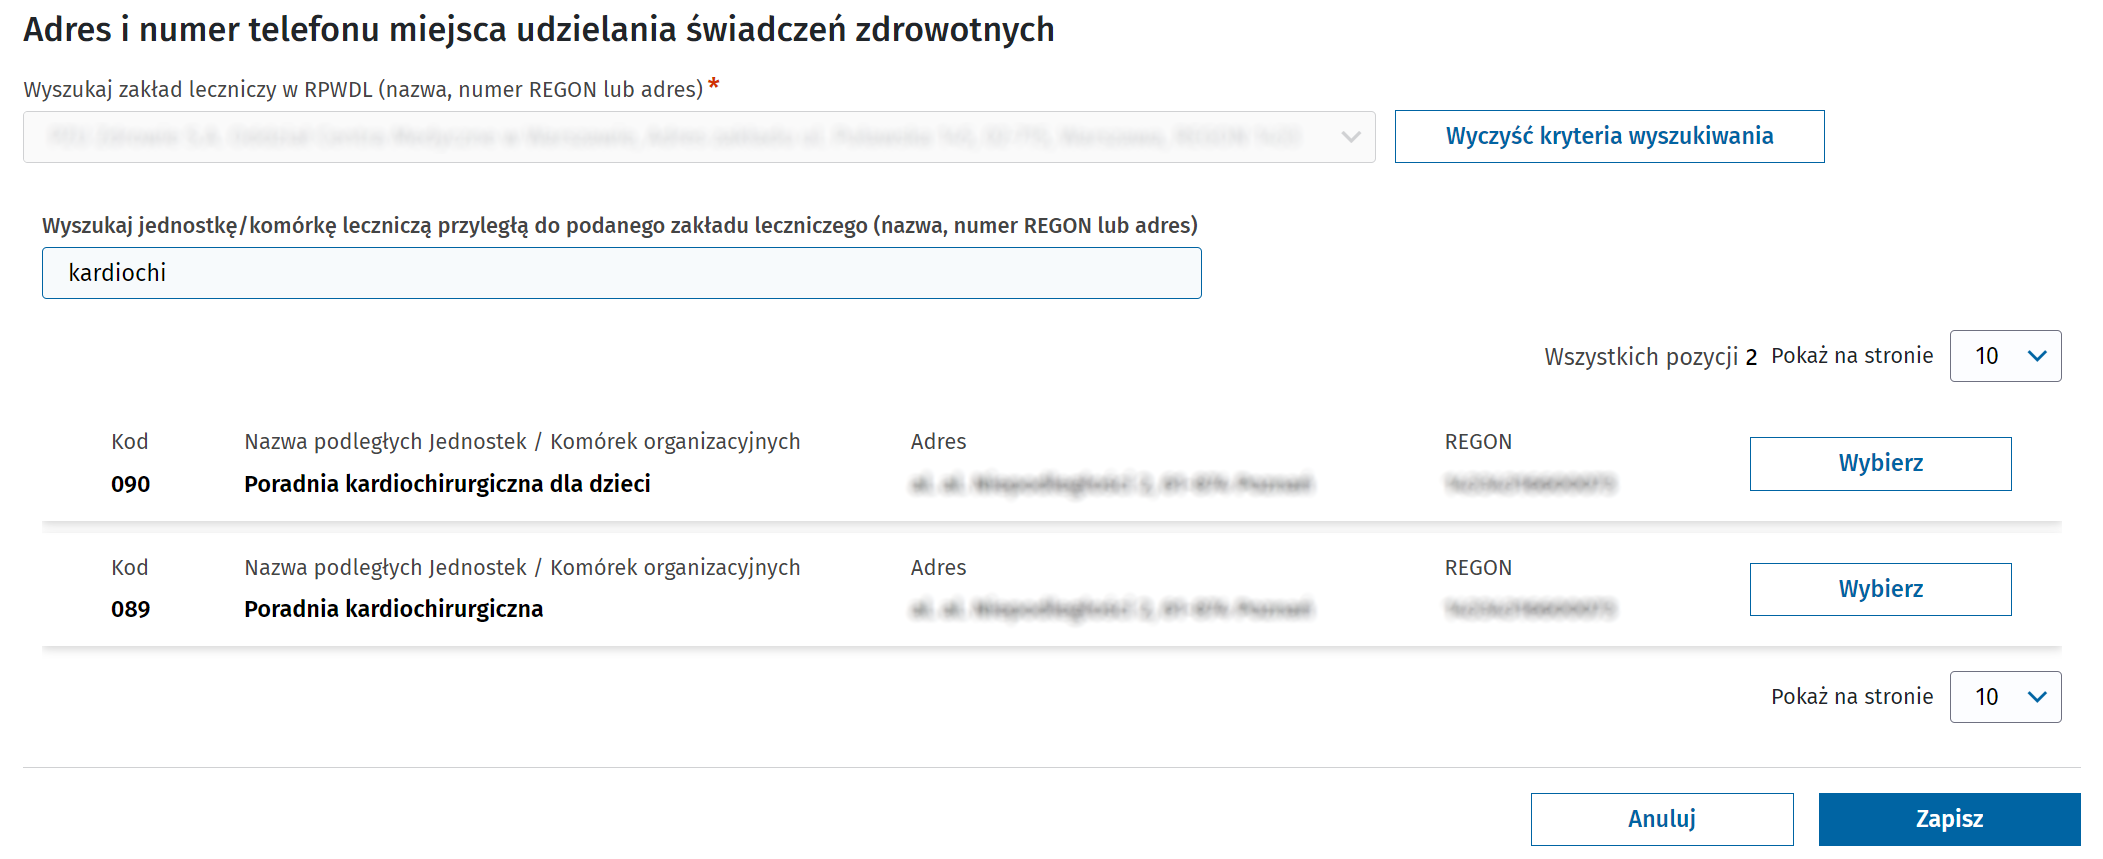 Adres i numer telefonu miejsca udzielania świadczeń zdrowotnych
Wyszukaj zakład leczniczy w RPWDL (nazwa, numer REGON lub adres) *
Wyczyść kryteria wyszukiwania
Wyszukaj jednostkę/komórkę leczniczą przyległą do podanego zakładu leczniczego (nazwa, numer REGON lub adres)
kardiochi
Wszystkich pozycji 2 Pokaż na stronie 10
Kod Nazwa podległych Jednostek / Komórek organizacyjnych Adres REGON
Wybierz
090 Poradnia kardiochirurgiczna dla dzieci
Kod Nazwa podległych Jednostek / Komórek organizacyjnych Adres REGON
Wybierz
089 Poradnia kardiochirurgiczna
Pokaż na stronie 10
Anuluj Zapisz